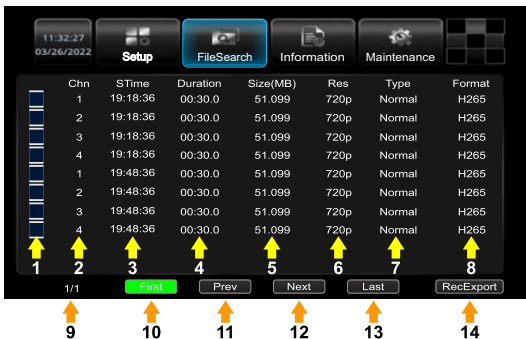 11:32:27
03/26/2022
Setup FileSearch Information Maintenance
Chn STime Duration Size(MB) Res Type Format
1 19:18:36 00:30.0 51.099 720p Normal H265
2 19:18:36 00:30.0 51.099 720p Normal H265
3 19:18:36 00:30.0 51.099 720p Normal H265
4 19:18:36 00:30.0 51.099 720p Normal H265
1 19:48:36 00:30.0 51.099 720p Normal H265
2 19:48:36 00:30.0 51.099 720p Normal H265
3 19:48:36 00:30.0 51.099 720p Normal H265
4 19:48:36 00:30.0 51.099 720p Normal H265
1 2 3 4 5 6 7 8
1/1 First Prev Next Last RecExport
9 10 11 12 13 14